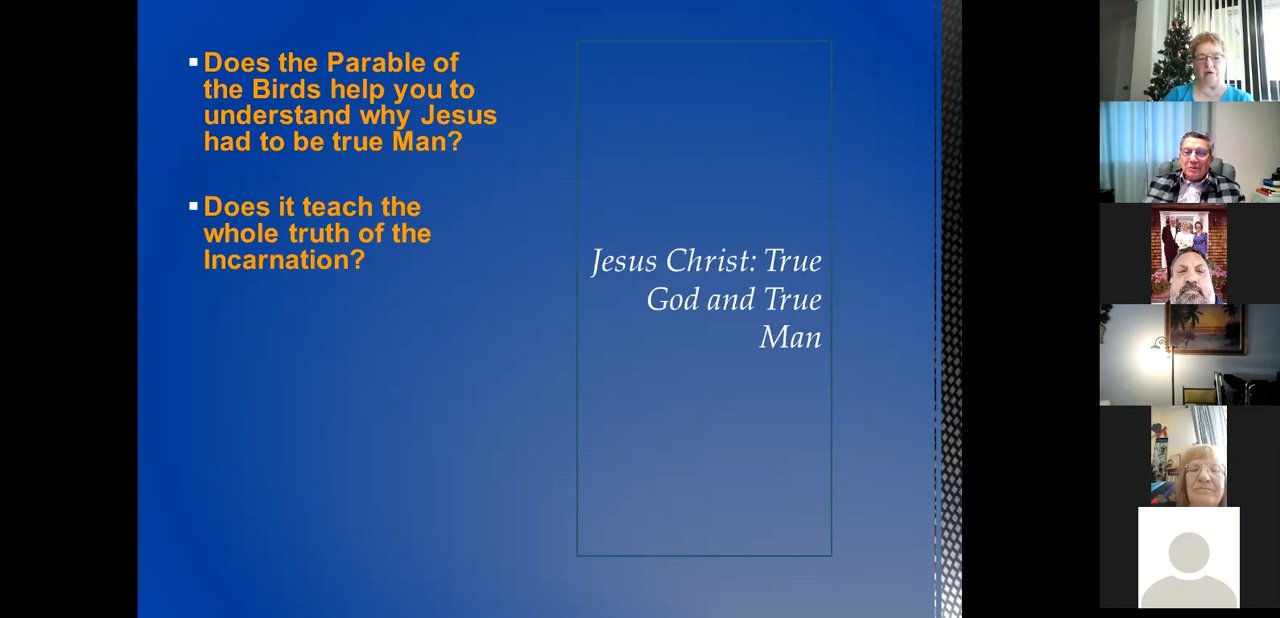 Does the Parable of
the Birds help you to
understand why Jesus
had to be true Man?
Does it teach the
whole truth of the
Incarnation?
Jesus Christ: True
God and True
Man